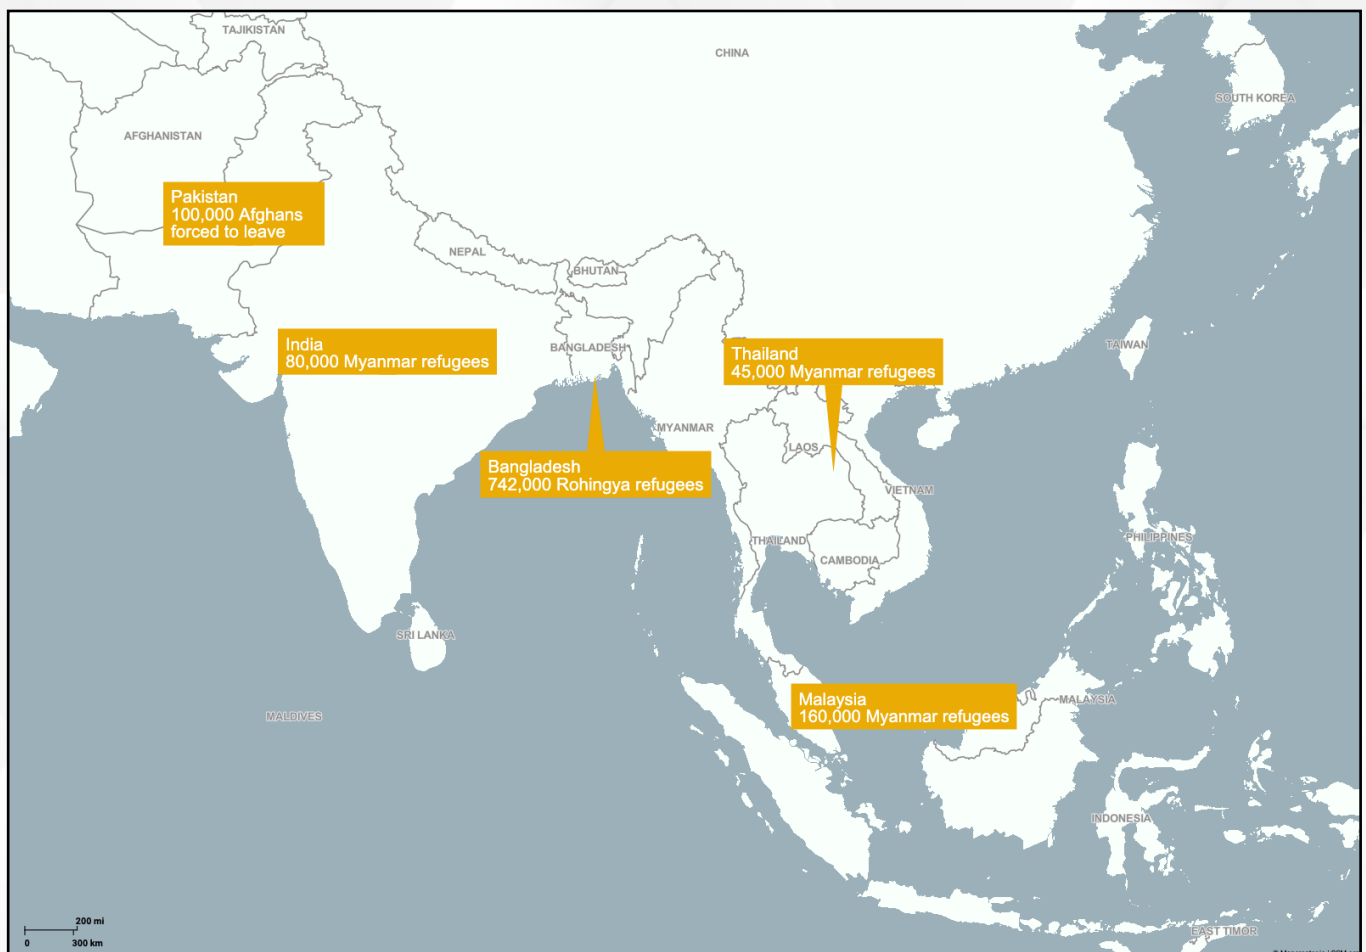 TAJIKISTAN
CHINA
SOUTH KOREA
AFGHANISTAN
Pakistan
100,000 Afghans
forced to leave
NEPAL
BHUTAN
India
80,000 Myanmar refugees
BANGLADESH
Thailand
45,000 Myanmar refugees
TAIWAN
MYANMAR
LAOS
Bangladesh
742,000 Rohingya refugees
VIETNAM
THAILAND
CAMBODIA
PHILIPPINES
SRI LANKA
Malaysia
160,000 Myanmar refugees
MALAYSIA
MALDIVES
INDONESIA
200 mi
0 300 km
EAST TIMOR